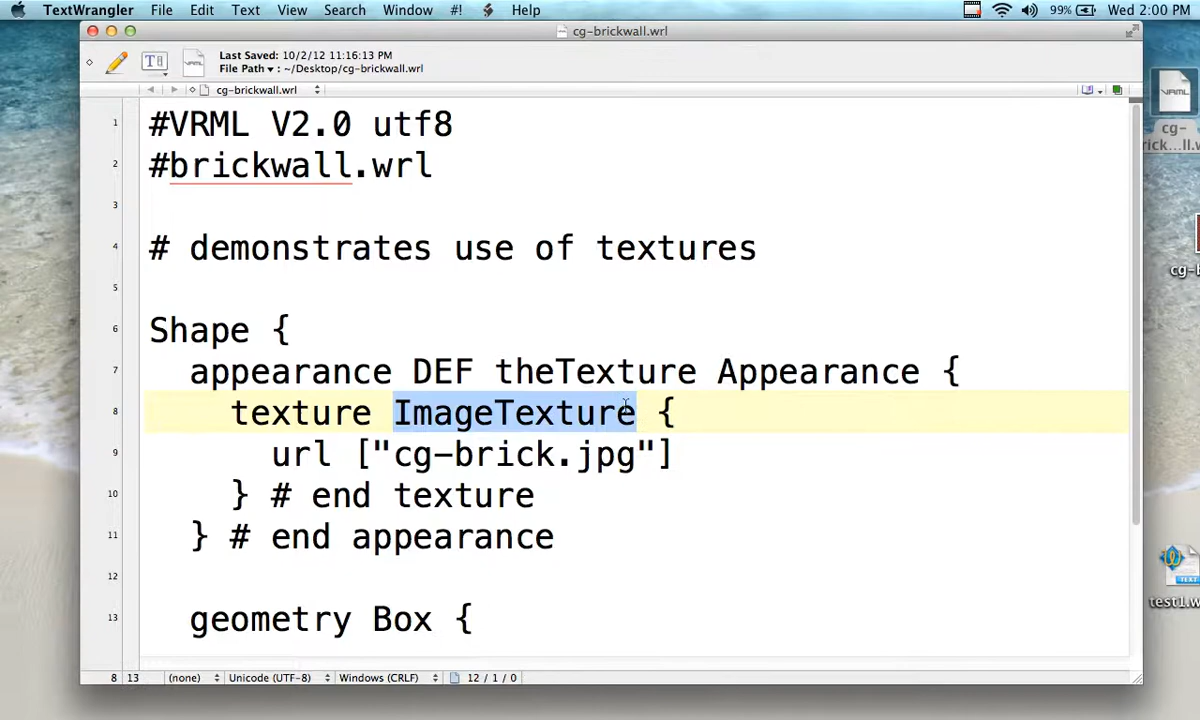 TextWrangler File Edit Text View Search Window #! Help 99% Wed 2:00 PM
cg-brickwall.wrl
Last Saved: 10/2/12 11:16:13 PM
File Path ▾ : ~/Desktop/cg-brickwall.wrl
cg-brickwall.wrl
1 #VRML V2.0 utf8
2 #brickwall.wrl
3
4 # demonstrates use of textures
5
6 Shape {
7 appearance DEF theTexture Appearance {
8 texture ImageTexture {
9 url ["cg-brick.jpg"]
10 } # end texture
11 } # end appearance
12
13 geometry Box {
8 13 (none) Unicode (UTF-8) Windows (CRLF) 12 / 1 / 0
VRML
cg-
TEXT